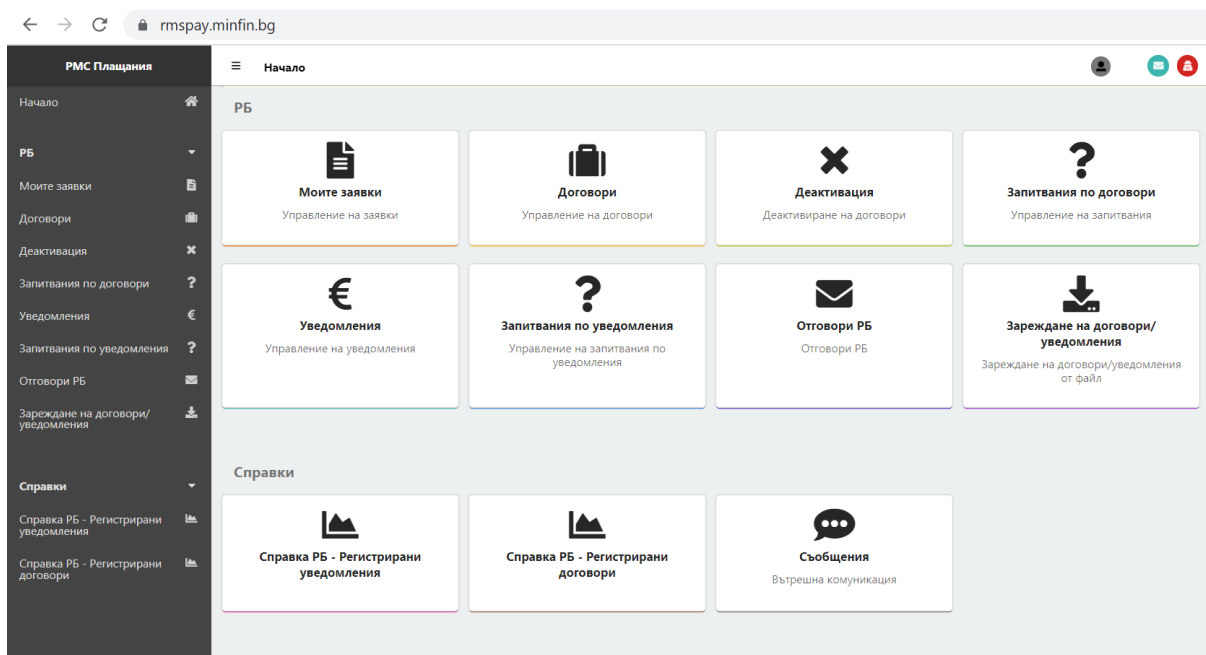 rmspay.minfin.bg
РМС Плащания
Начало
Начало
РБ
Моите заявки
Договори
Деактивация
Запитвания по договори
Уведомления
Запитвания по уведомления
Отговори РБ
Зареждане на договори/
уведомления
Справки
Справка РБ - Регистрирани
уведомления
Справка РБ - Регистрирани
договори
РБ
Моите заявки
Управление на заявки
Договори
Управление на договори
Деактивация
Деактивиране на договори
Запитвания по договори
Управление на запитвания
€
Уведомления
Управление на уведомления
Запитвания по уведомления
Управление на запитвания по
уведомления
Отговори РБ
Отговори РБ
Зареждане на договори/
уведомления
Зареждане на договори/уведомления
от файл
Справки
Справка РБ - Регистрирани
уведомления
Справка РБ - Регистрирани
договори
Съобщения
Вътрешна комуникация